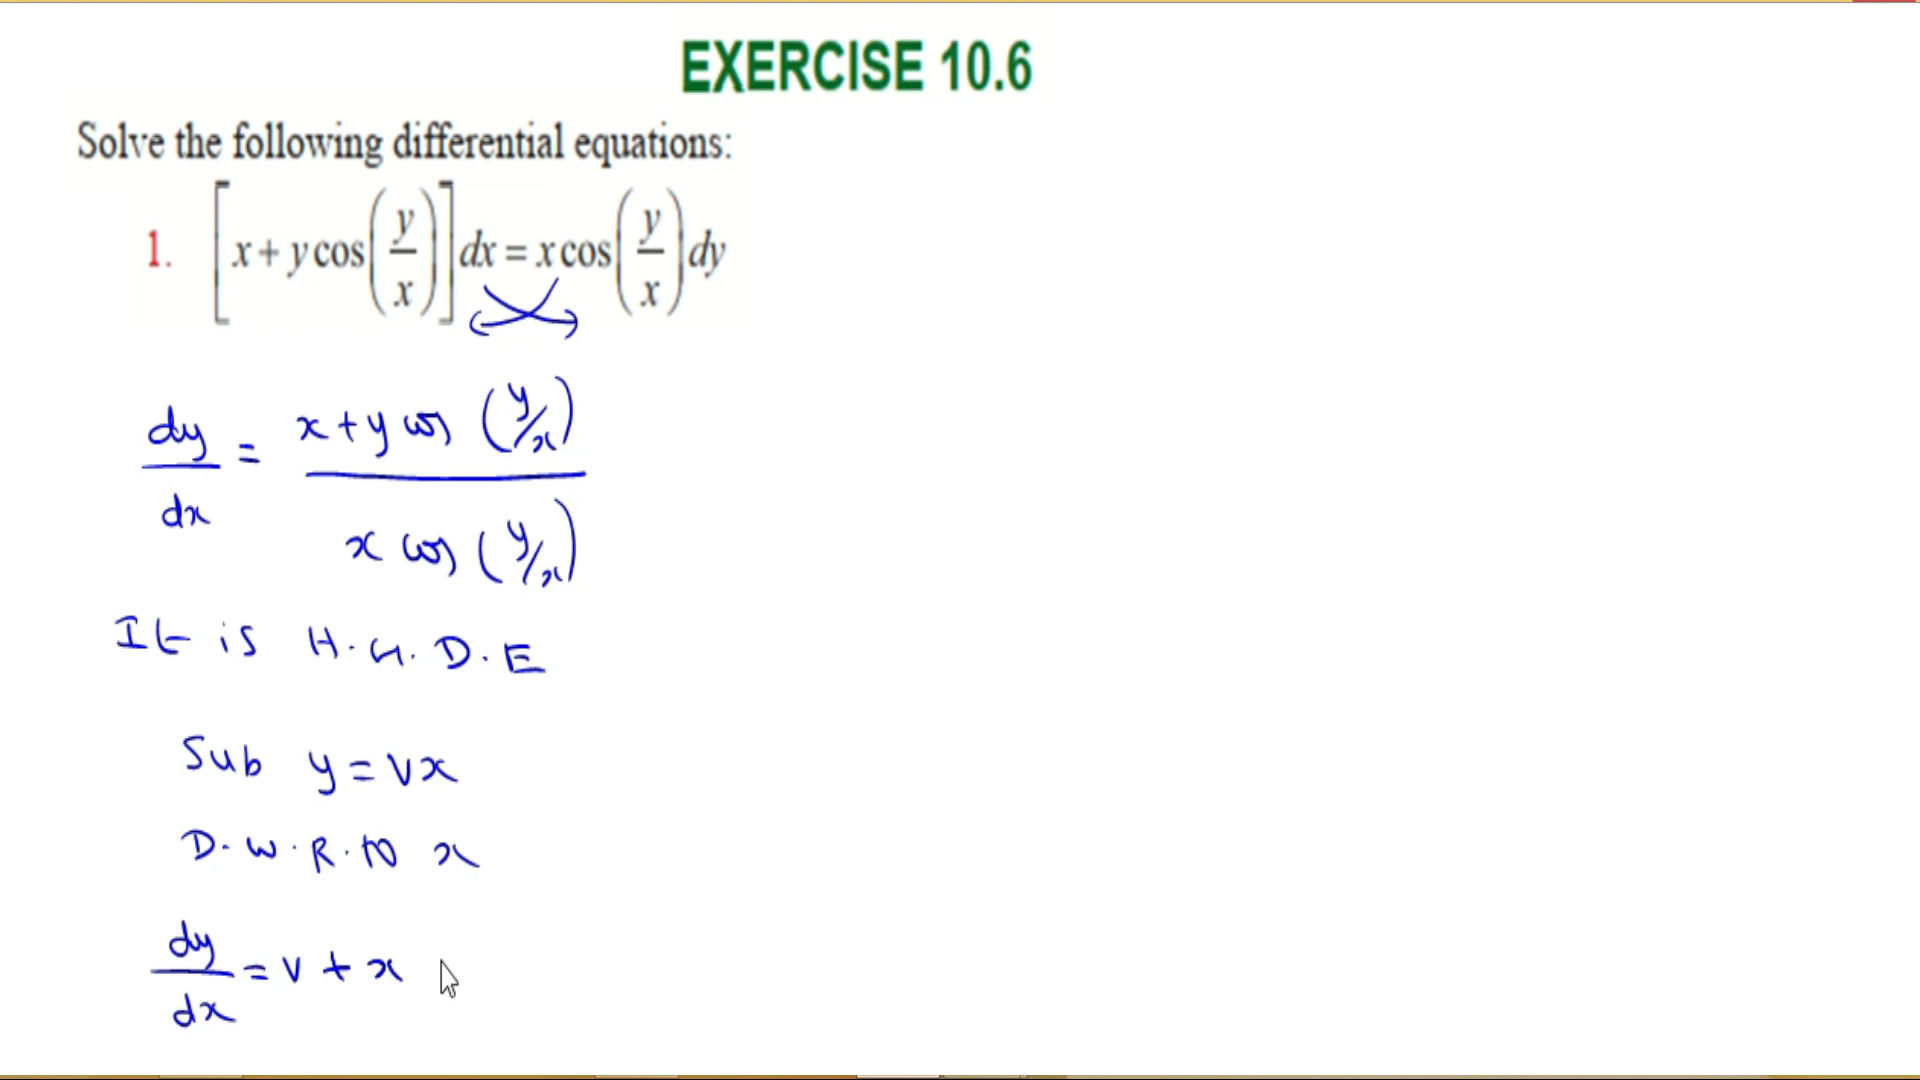 EXERCISE 10.6
Solve the following differential equations:
1. [x + y cos(y/x)] dx = x cos(y/x) dy
dy/dx = x + y cos (y/x) / x cos (y/x)
It is H.G.D.E
Sub y = vx
D.W.R.to x
dy/dx = v + x